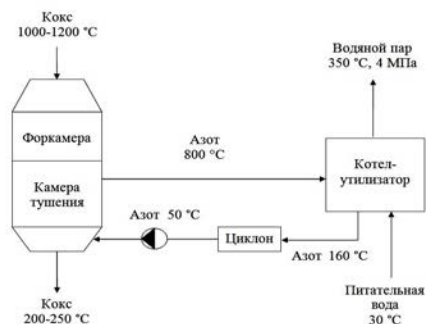 Кокс
1000-1200 °C
Водяной пар
350 °C, 4 МПа
Форкамера
Азот
800 °C
Котел-
утилизатор
Камера
тушения
Азот 50 °C
Циклон
Азот 160 °C
Кокс
200-250 °C
Питательная
вода
30 °C